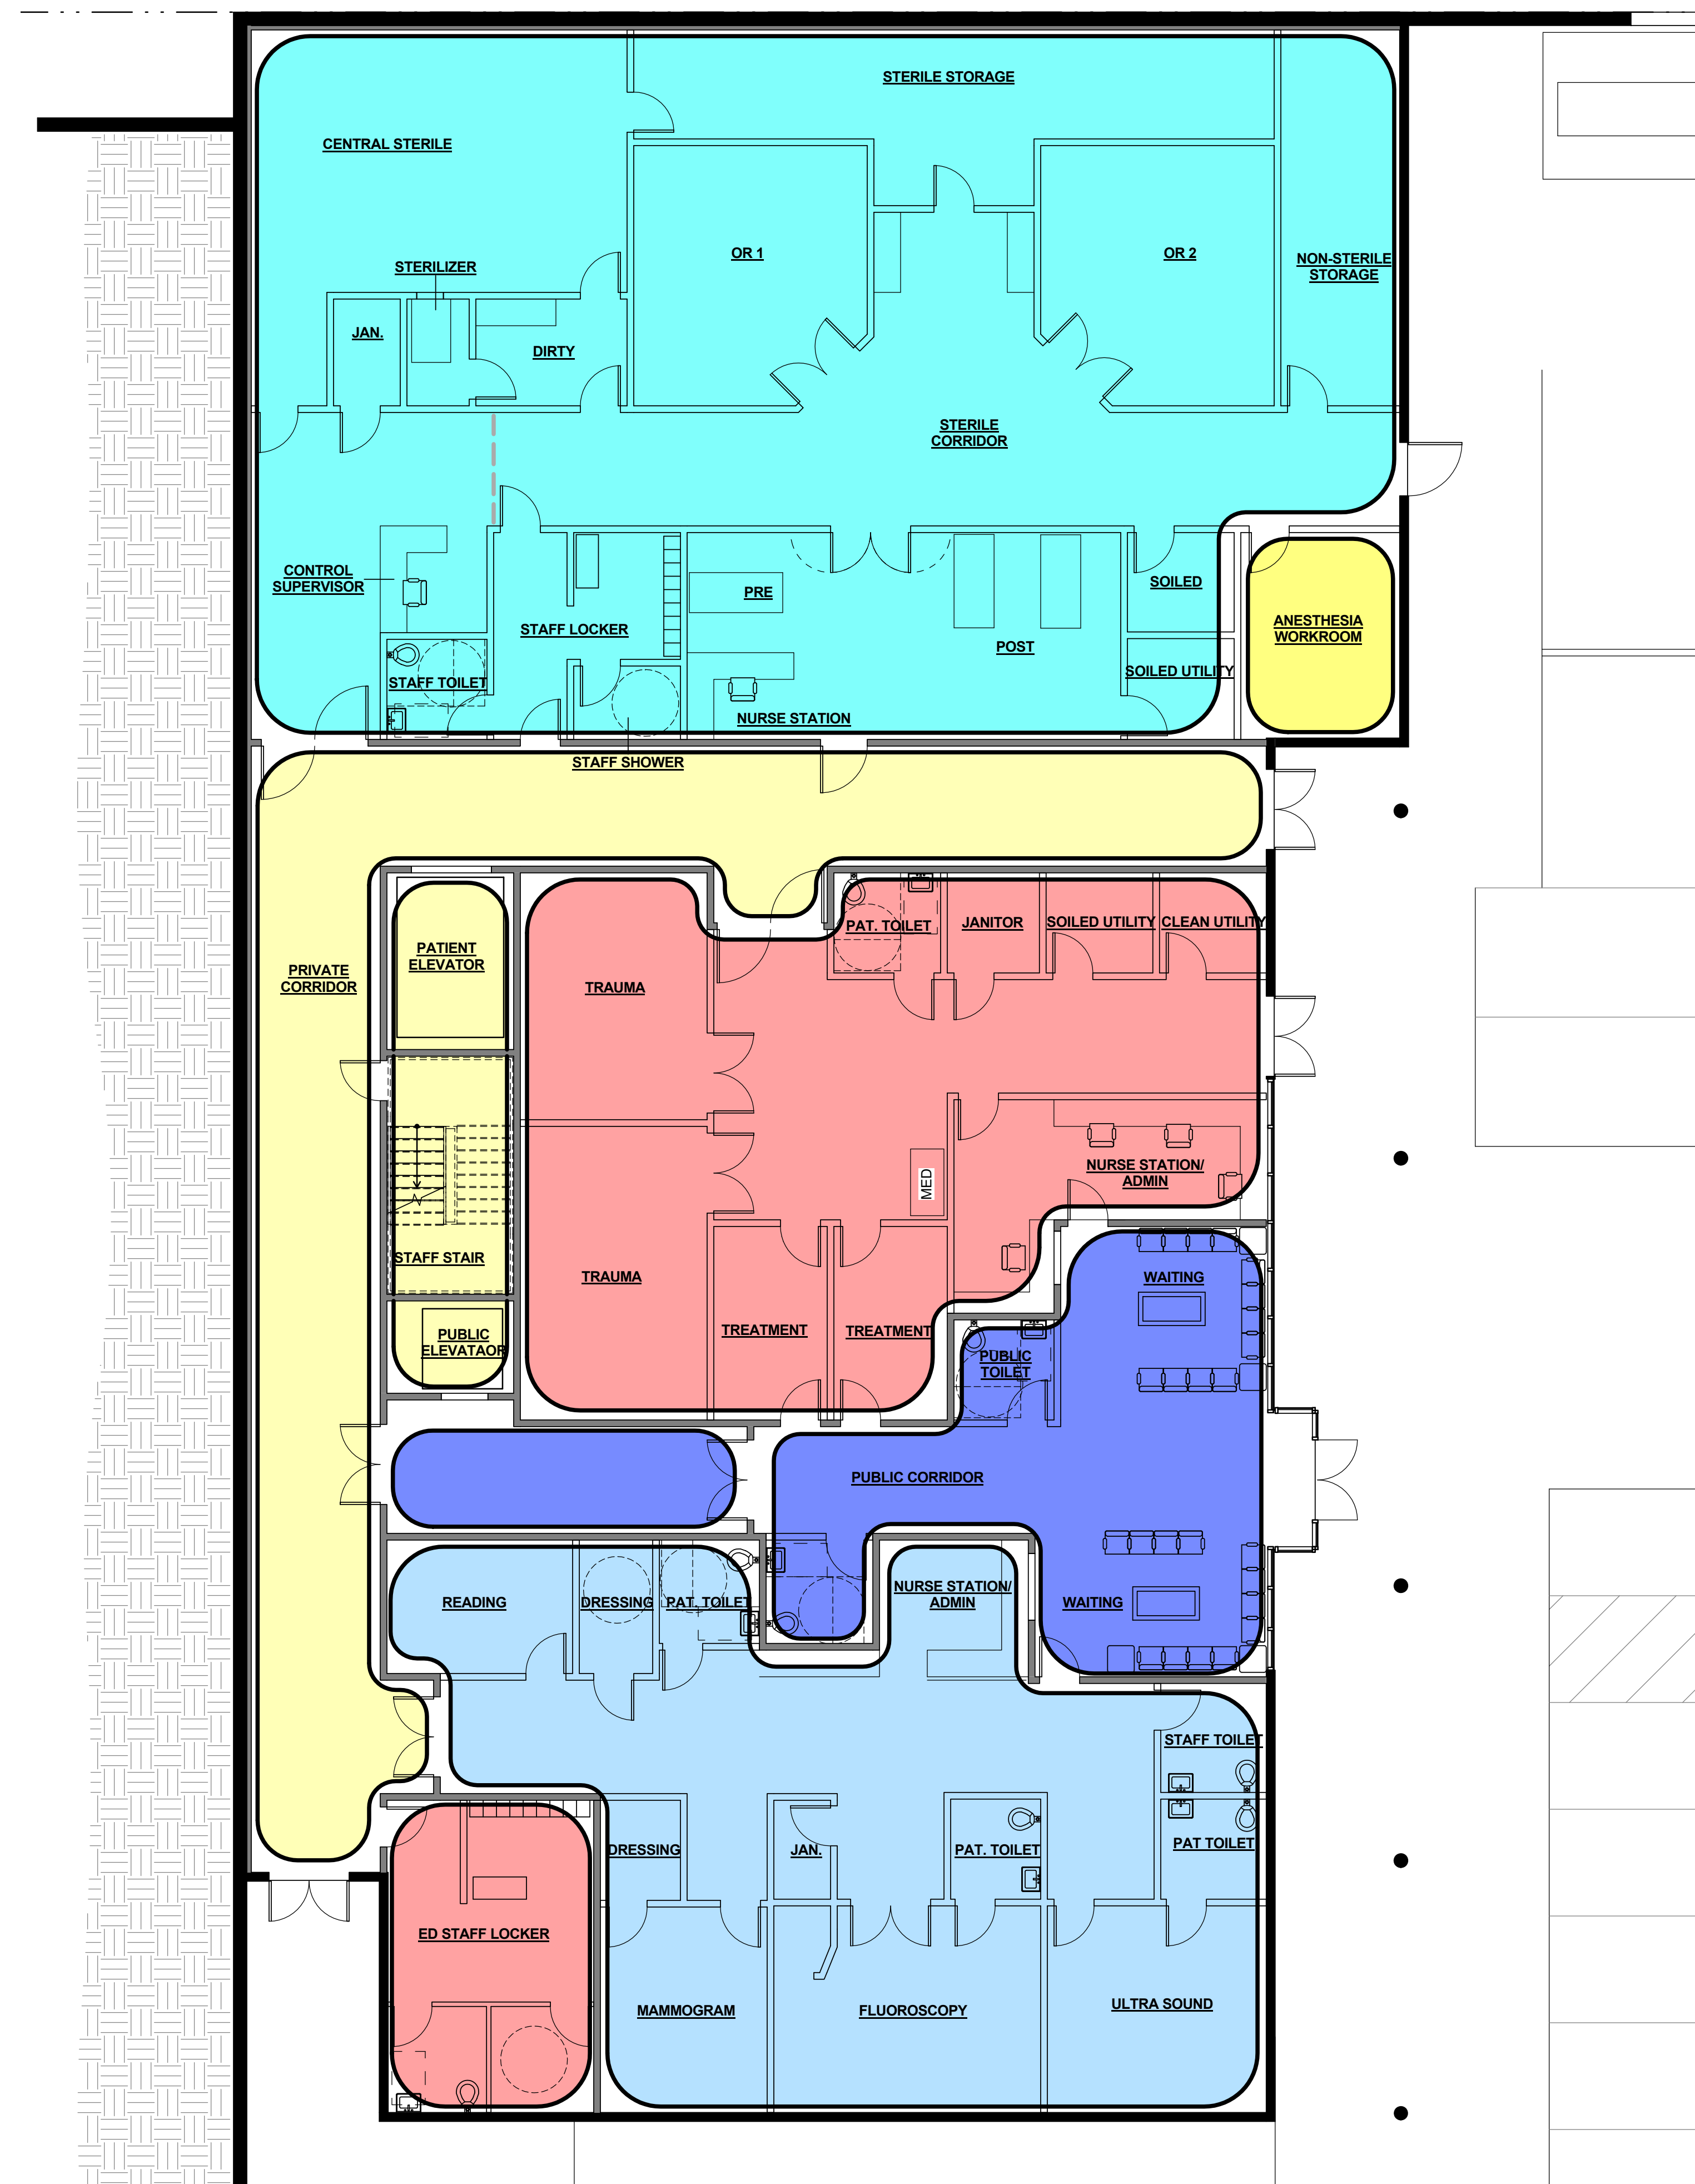 STERILE STORAGE
CENTRAL STERILE
OR 1
OR 2
NON-STERILE
STORAGE
STERILIZER
JAN.
DIRTY
STERILE
CORRIDOR
CONTROL
SUPERVISOR
PRE
SOILED
STAFF LOCKER
ANESTHESIA
WORKROOM
POST
SOILED UTILITY
STAFF TOILET
NURSE STATION
STAFF SHOWER
PAT. TOILET
JANITOR
SOILED UTILITY
CLEAN UTILITY
PATIENT
ELEVATOR
PRIVATE
CORRIDOR
TRAUMA
NURSE STATION/
ADMIN
MED
STAFF STAIR
TRAUMA
WAITING
PUBLIC
ELEVATAOR
TREATMENT
TREATMENT
PUBLIC
TOILET
PUBLIC CORRIDOR
READING
DRESSING
PAT. TOILET
NURSE STATION/
ADMIN
WAITING
STAFF TOILET
DRESSING
JAN.
PAT. TOILET
PAT TOILET
ED STAFF LOCKER
MAMMOGRAM
FLUOROSCOPY
ULTRA SOUND